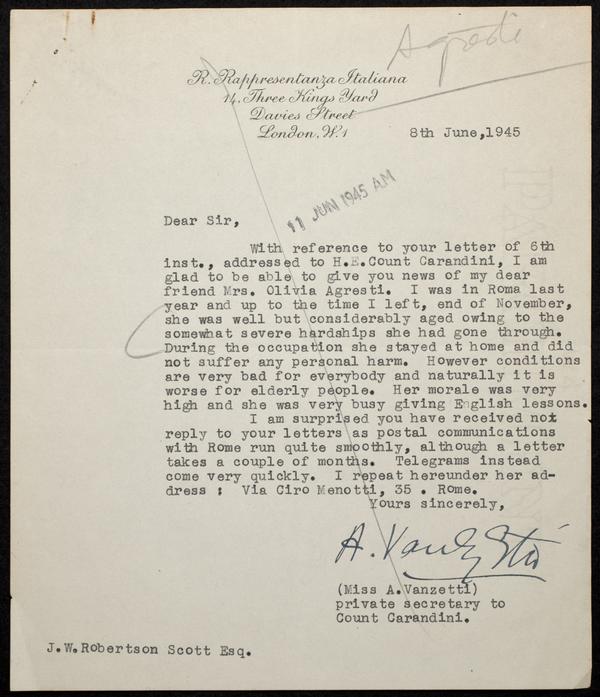 Agresti
R. Rappresentanza Italiana
14, Three Kings Yard
Davies Street
London, W.1
8th June,1945
11 JUN 1945 AM
Dear Sir,
With reference to your letter of 6th
inst., addressed to H.E.Count Carandini, I am
glad to be able to give you news of my dear
friend Mrs. Olivia Agresti. I was in Roma last
year and up to the time I left, end of November,
she was well but considerably aged owing to the
somewhat severe hardships she had gone through.
During the occupation she stayed at home and did
not suffer any personal harm. However conditions
are very bad for everybody and naturally it is
worse for elderly people. Her morale was very
high and she was very busy giving English lessons.
I am surprised you have received not
reply to your letters as postal communications
with Rome run quite smoothly, although a letter
takes a couple of months. Telegrams instead
come very quickly. I repeat hereunder her ad-
dress : Via Ciro Menotti, 35 . Rome.
Yours sincerely,
A. Vanzetti
(Miss A.Vanzetti)
private secretary to
Count Carandini.
J.W.Robertson Scott Esq.